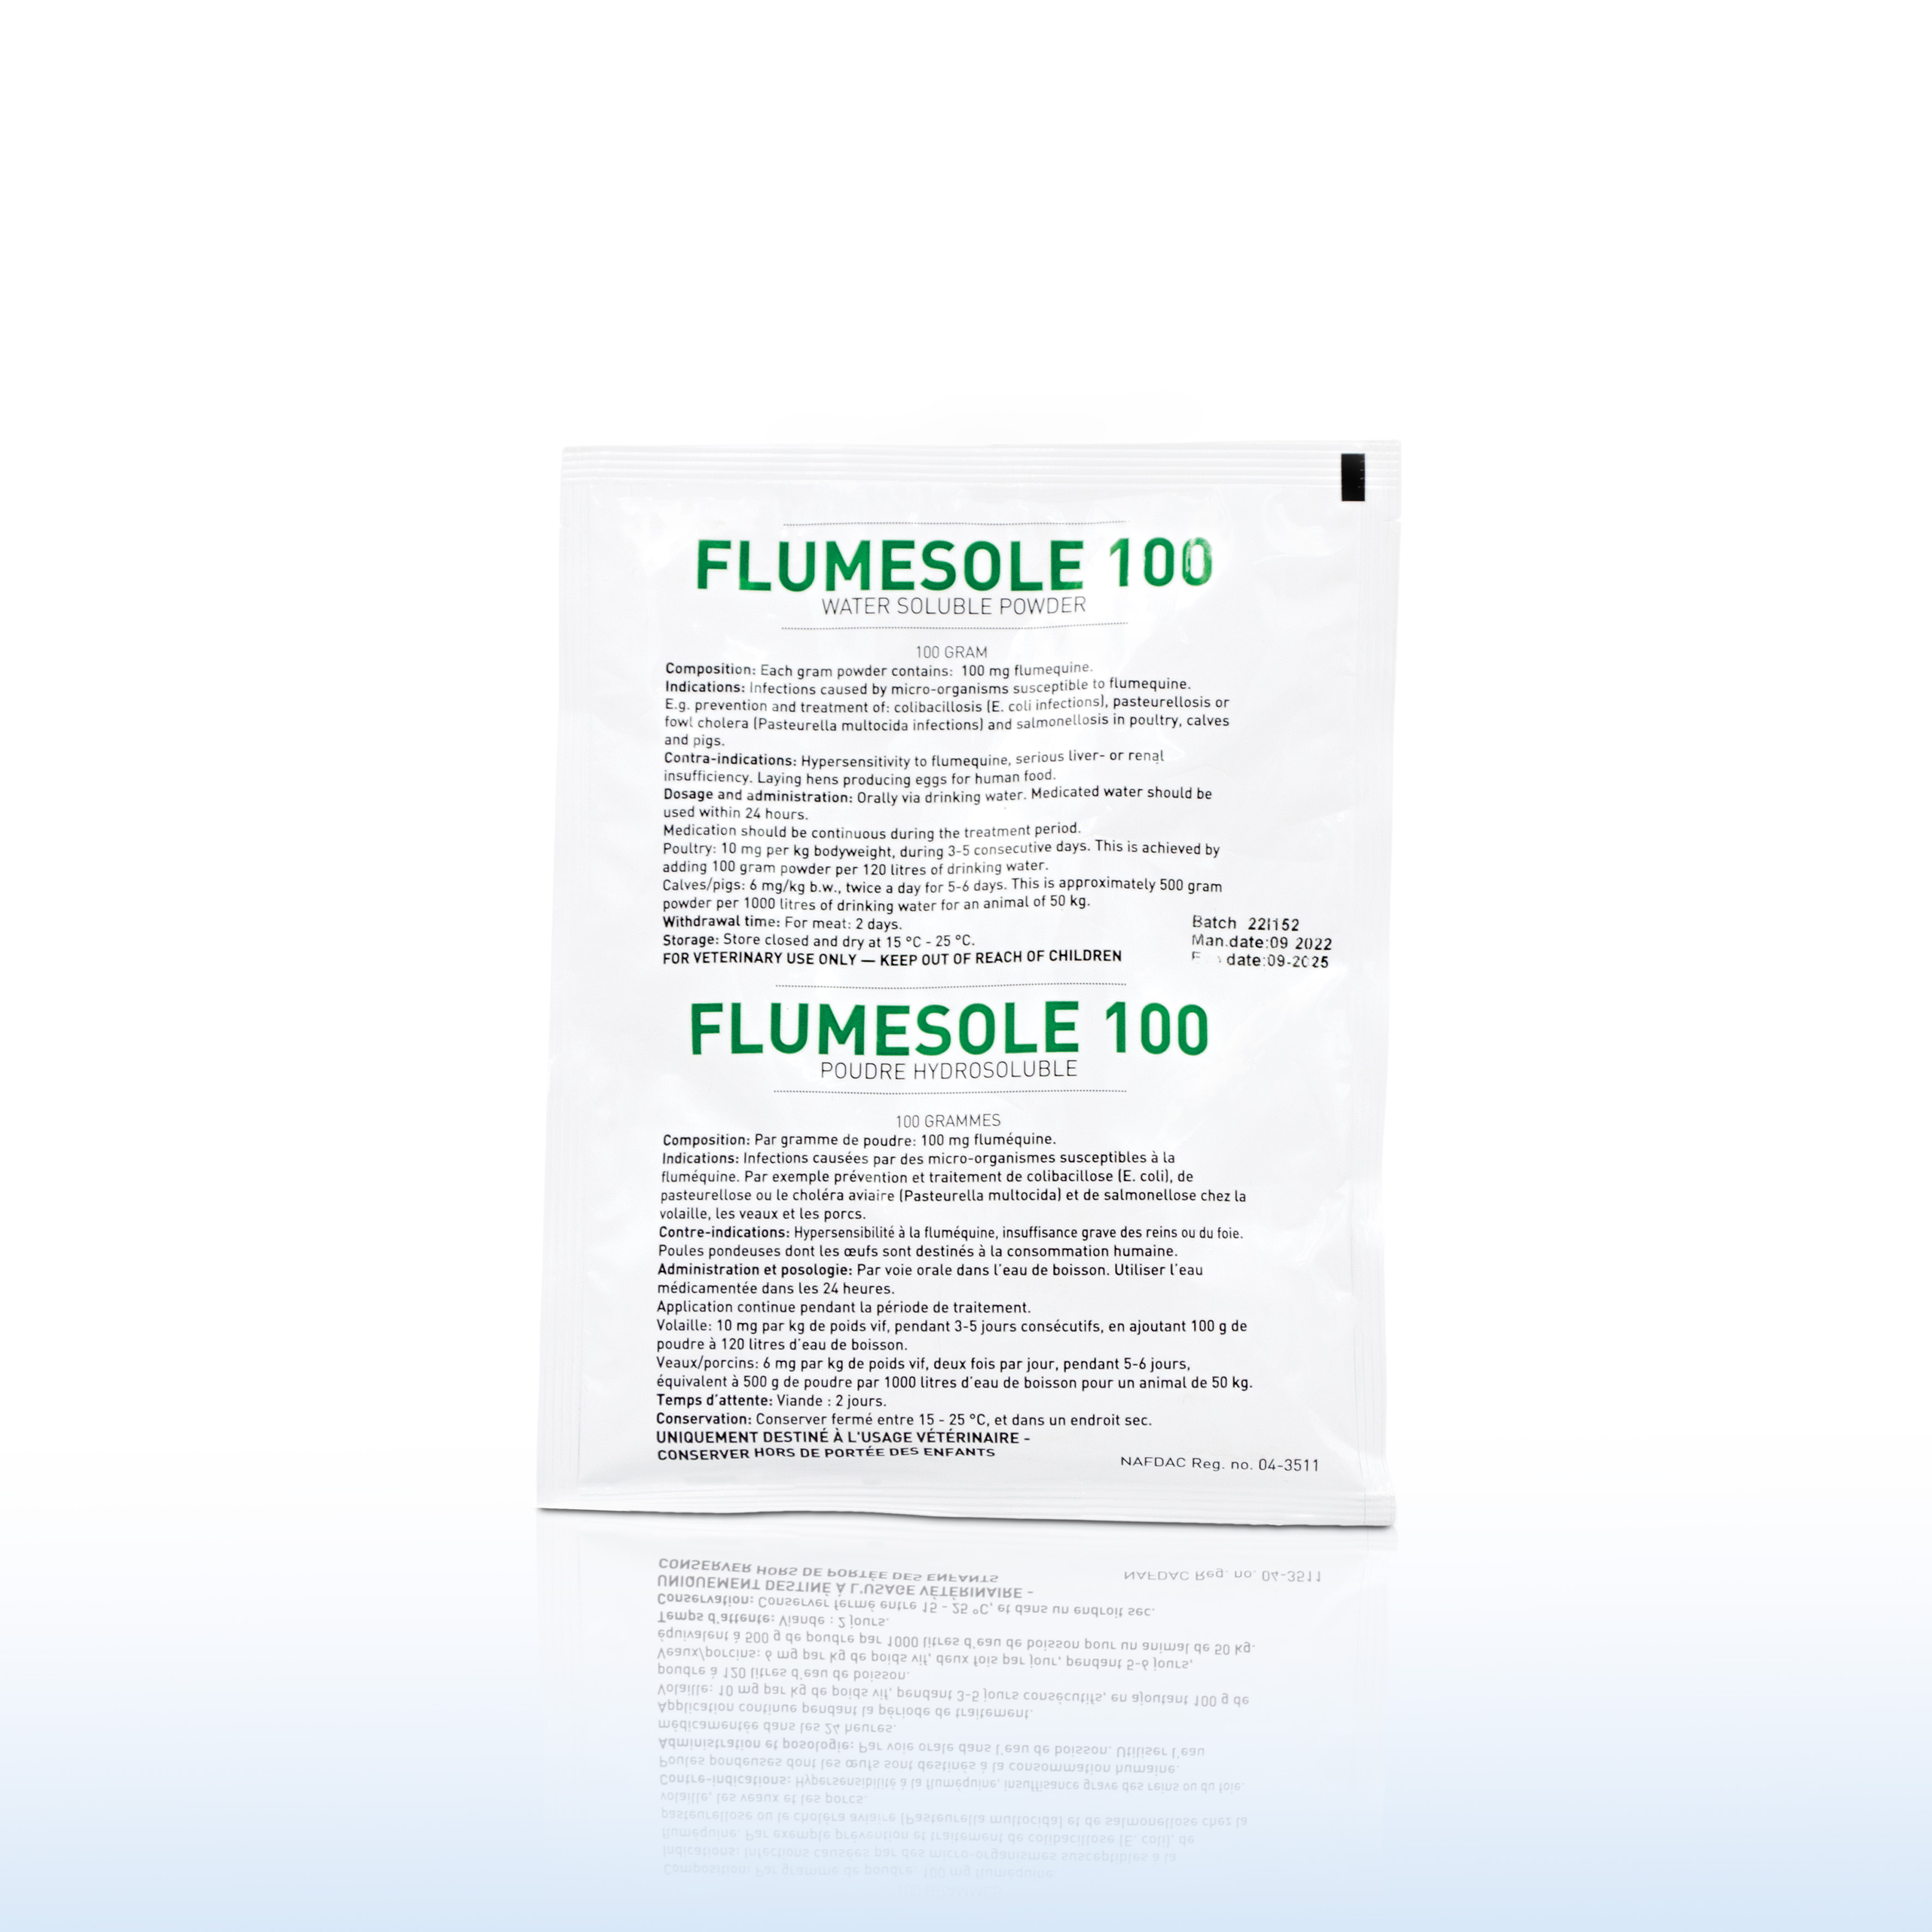 FLUMESOLE 100
WATER SOLUBLE POWDER
100 GRAM
Composition: Each gram powder contains: 100 mg flumequine.
Indications: Infections caused by micro-organisms susceptible to flumequine.
E.g. prevention and treatment of: colibacillosis (E. coli infections), pasteurellosis or
fowl cholera (Pasteurella multocida infections) and salmonellosis in poultry, calves
and pigs.
Contra-indications: Hypersensitivity to flumequine, serious liver- or renal
insufficiency. Laying hens producing eggs for human food.
Dosage and administration: Orally via drinking water. Medicated water should be
used within 24 hours.
Medication should be continuous during the treatment period.
Poultry: 10 mg per kg bodyweight, during 3-5 consecutive days. This is achieved by
adding 100 gram powder per 120 litres of drinking water.
Calves/pigs: 6 mg/kg b.w., twice a day for 5-6 days. This is approximately 500 gram
powder per 1000 litres of drinking water for an animal of 50 kg.
Withdrawal time: For meat: 2 days.
Storage: Store closed and dry at 15 °C - 25 °C.
FOR VETERINARY USE ONLY — KEEP OUT OF REACH OF CHILDREN
Batch 22I152
Man.date:09 2022
date:09-2025
FLUMESOLE 100
POUDRE HYDROSOLUBLE
100 GRAMMES
Composition: Par gramme de poudre: 100 mg fluméquine.
Indications: Infections causées par des micro-organismes susceptibles à la
fluméquine. Par exemple prévention et traitement de colibacillose (E. coli), de
pasteurellose ou le choléra aviaire (Pasteurella multocida) et de salmonellose chez la
volaille, les veaux et les porcs.
Contre-indications: Hypersensibilité à la fluméquine, insuffisance grave des reins ou du foie.
Poules pondeuses dont les œufs sont destinés à la consommation humaine.
Administration et posologie: Par voie orale dans l'eau de boisson. Utiliser l'eau
médicamentée dans les 24 heures.
Application continue pendant la période de traitement.
Volaille: 10 mg par kg de poids vif, pendant 3-5 jours consécutifs, en ajoutant 100 g de
poudre à 120 litres d'eau de boisson.
Veaux/porcins: 6 mg par kg de poids vif, deux fois par jour, pendant 5-6 jours,
équivalent à 500 g de poudre par 1000 litres d'eau de boisson pour un animal de 50 kg.
Temps d'attente: Viande : 2 jours.
Conservation: Conserver fermé entre 15 - 25 °C, et dans un endroit sec.
UNIQUEMENT DESTINÉ À L'USAGE VÉTÉRINAIRE -
CONSERVER HORS DE PORTÉE DES ENFANTS
NAFDAC Reg. no. 04-3511